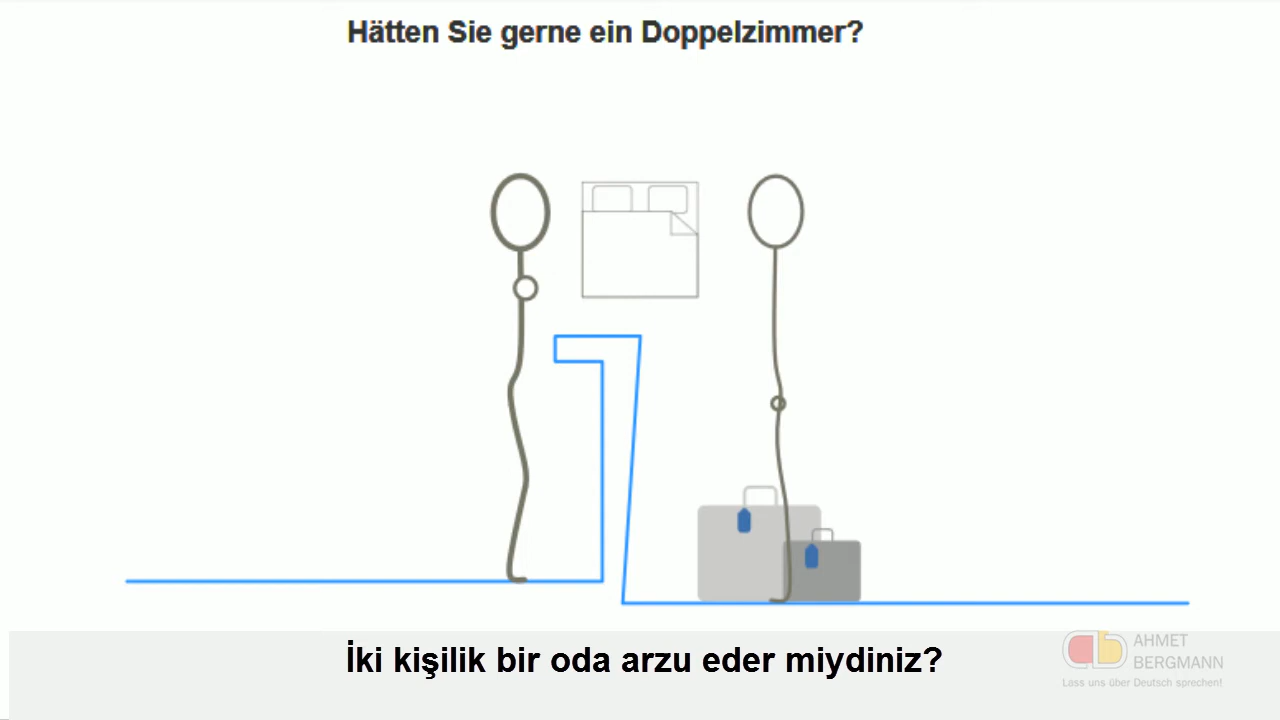 Hätten Sie gerne ein Doppelzimmer?
İki kişilik bir oda arzu eder miydiniz?
AHMET
BERGMANN
Lass uns über Deutsch sprechen!